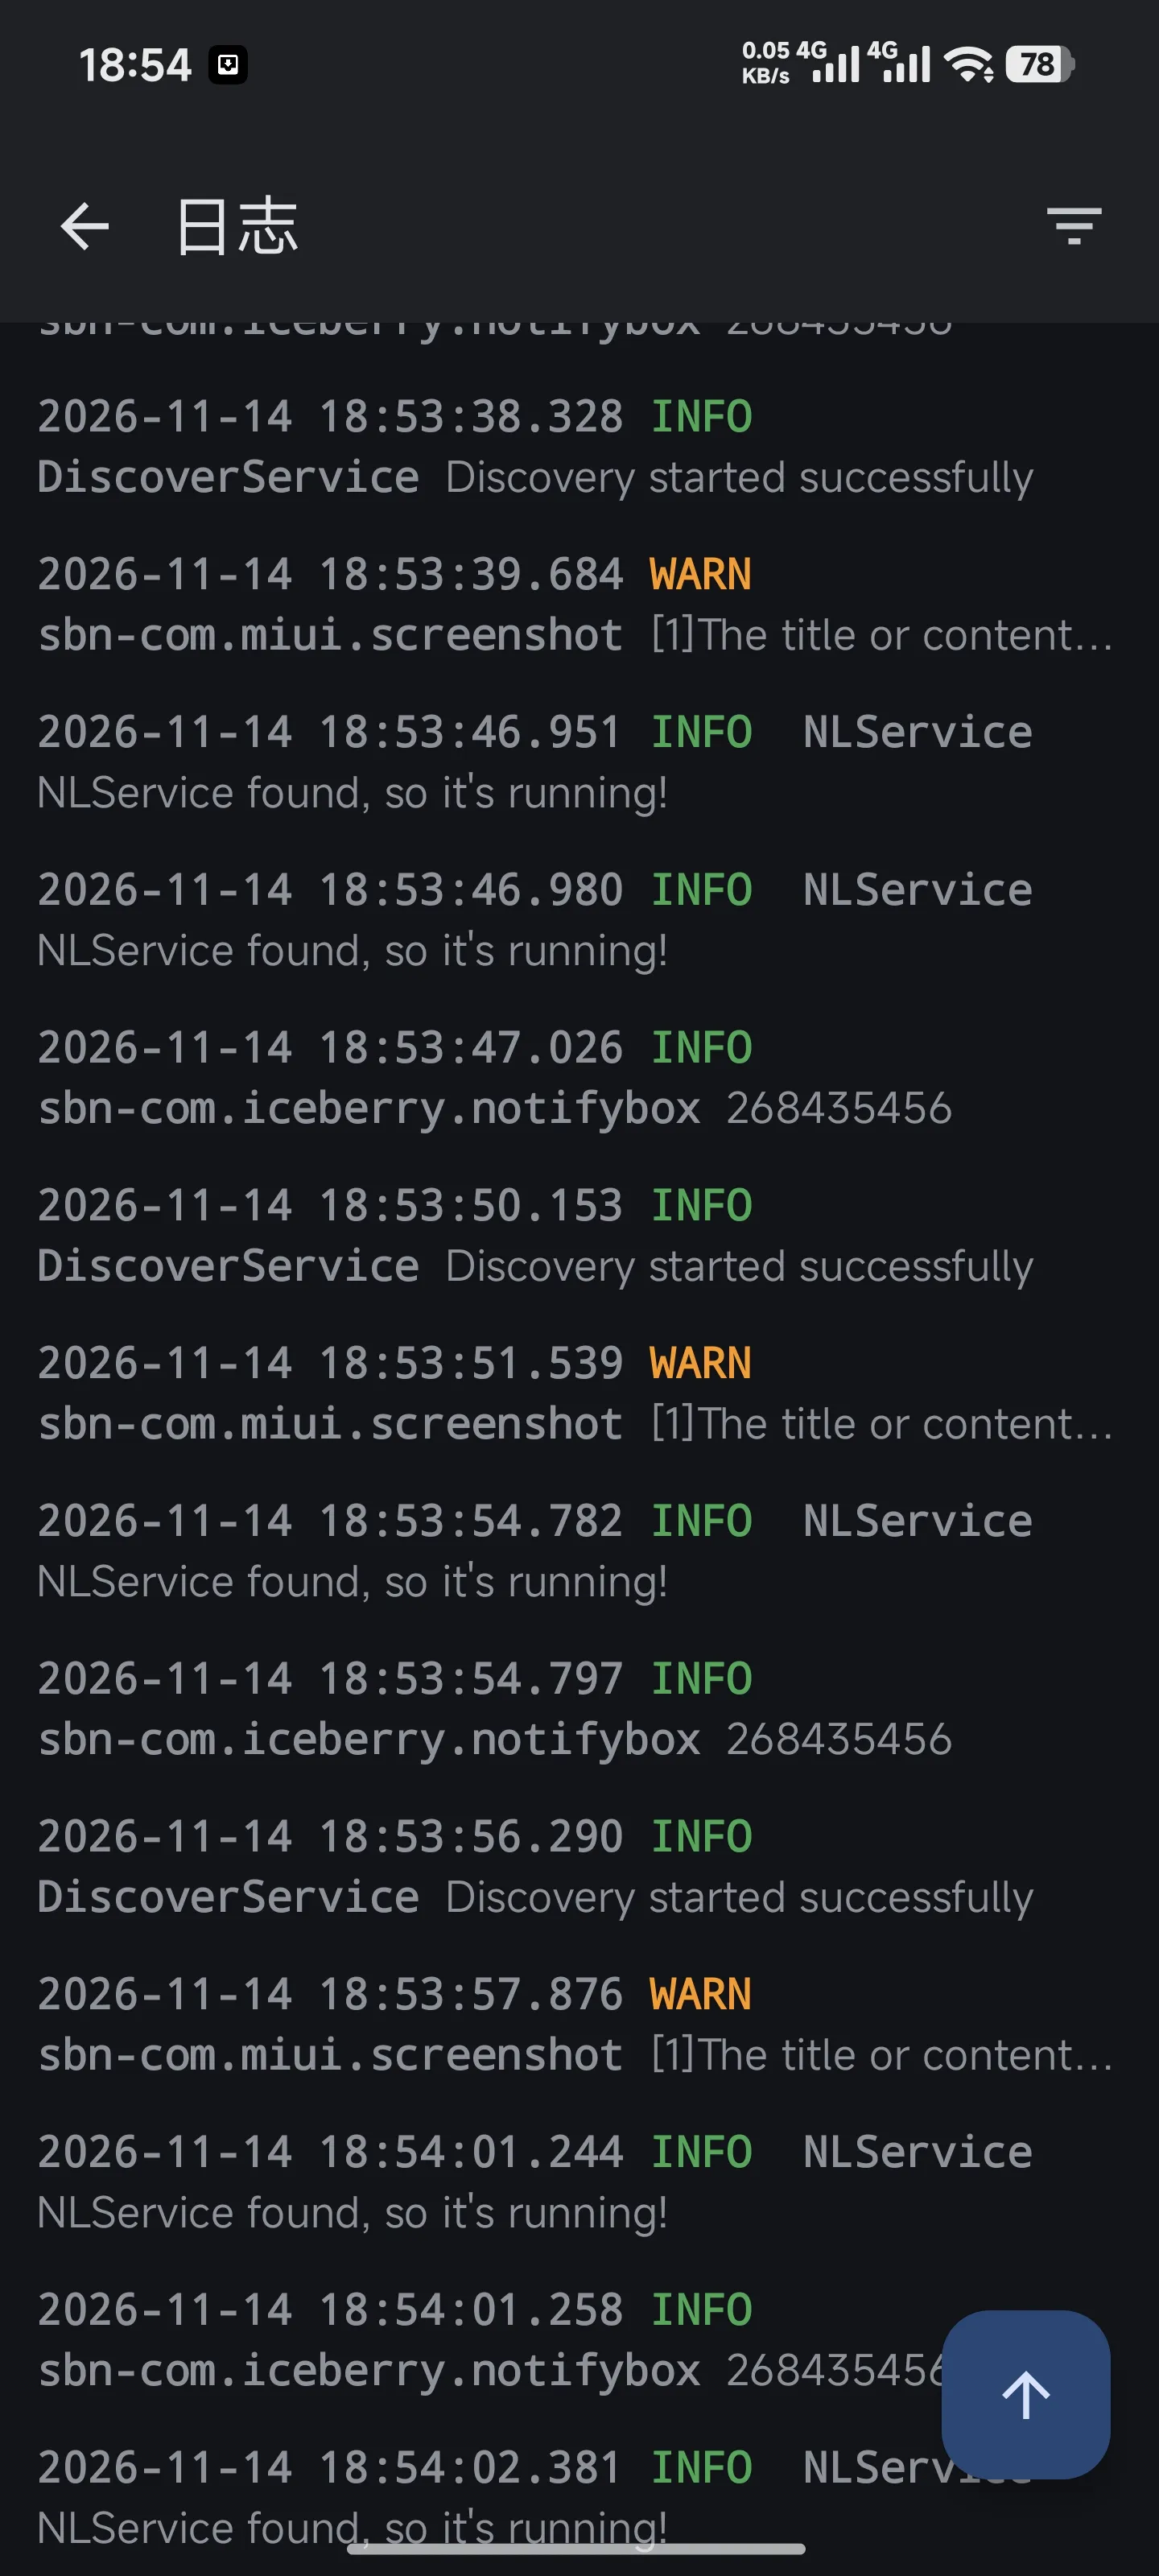 18:54 0.05 KB/s 4G 4G 78
日志
sbn-com.iceberry.notifybox 268435456
2026-11-14 18:53:38.328 INFO
DiscoverService Discovery started successfully
2026-11-14 18:53:39.684 WARN
sbn-com.miui.screenshot [1]The title or content...
2026-11-14 18:53:46.951 INFO NLService
NLService found, so it's running!
2026-11-14 18:53:46.980 INFO NLService
NLService found, so it's running!
2026-11-14 18:53:47.026 INFO
sbn-com.iceberry.notifybox 268435456
2026-11-14 18:53:50.153 INFO
DiscoverService Discovery started successfully
2026-11-14 18:53:51.539 WARN
sbn-com.miui.screenshot [1]The title or content...
2026-11-14 18:53:54.782 INFO NLService
NLService found, so it's running!
2026-11-14 18:53:54.797 INFO
sbn-com.iceberry.notifybox 268435456
2026-11-14 18:53:56.290 INFO
DiscoverService Discovery started successfully
2026-11-14 18:53:57.876 WARN
sbn-com.miui.screenshot [1]The title or content...
2026-11-14 18:54:01.244 INFO NLService
NLService found, so it's running!
2026-11-14 18:54:01.258 INFO
sbn-com.iceberry.notifybox 268435456
2026-11-14 18:54:02.381 INFO NLService
NLService found, so it's running!